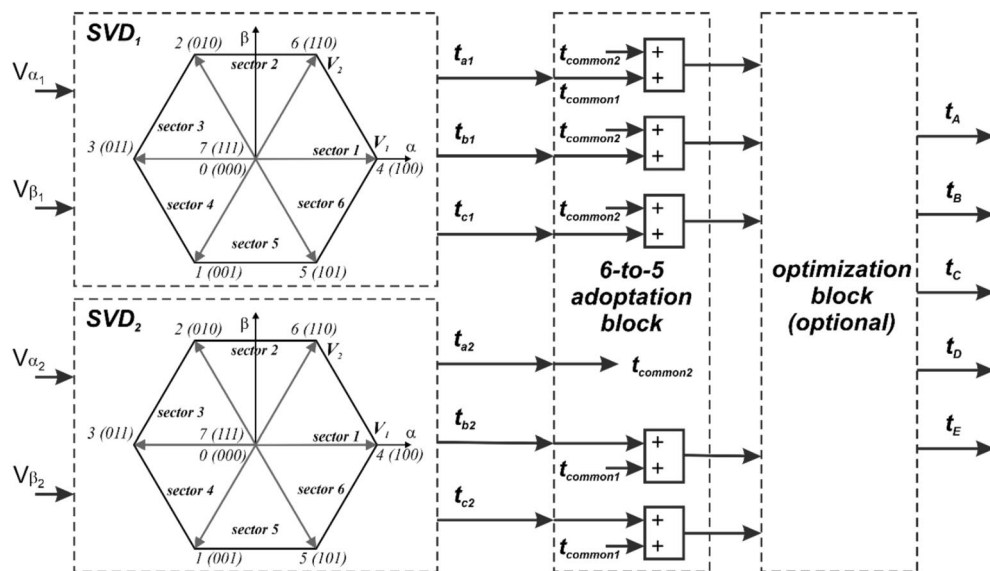 SVD1
β
2 (010)
6 (110)
sector 2
V2
sector 3
3 (011)
7 (111)
sector 1
V1
α
0 (000)
4 (100)
sector 4
sector 6
sector 5
1 (001)
5 (101)
Vα1
Vβ1
SVD2
β
2 (010)
6 (110)
sector 2
V2
sector 3
3 (011)
7 (111)
sector 1
V1
α
0 (000)
4 (100)
sector 4
sector 6
sector 5
1 (001)
5 (101)
Vα2
Vβ2
ta1
tb1
tc1
ta2
tb2
tc2
tcommon2
+
+
tcommon1
tcommon2
+
+
tcommon2
+
+
6-to-5
adoptation
block
tcommon2
+
+
tcommon1
+
+
tcommon1
optimization
block
(optional)
tA
tB
tC
tD
tE